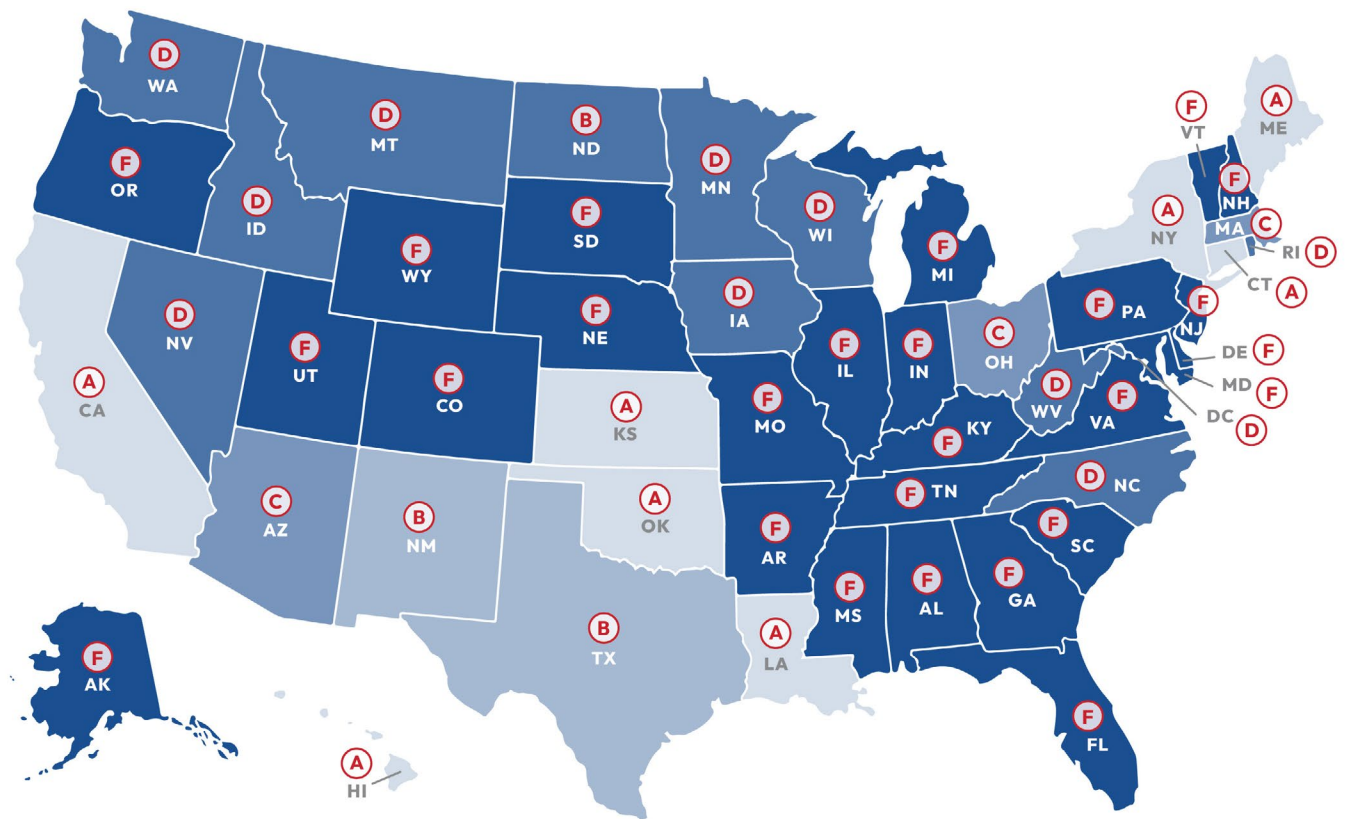 D
WA
D
MT
B
ND
D
MN
F
VT
A
ME
F
OR
D
ID
F
WY
F
SD
D
WI
F
MI
A
NY
F
NH
MA C
RI D
CT A
D
NV
F
UT
F
CO
F
NE
D
IA
F
IL
F
IN
C
OH
F PA
F
NJ
DE F
MD F
DC D
A
CA
A
KS
F
MO
F KY
D
WV
F
VA
C
AZ
B
NM
A
OK
F
AR
F TN
D NC
F
SC
F
MS
F
AL
F
GA
B
TX
A
LA
F
FL
F
AK
A
HI